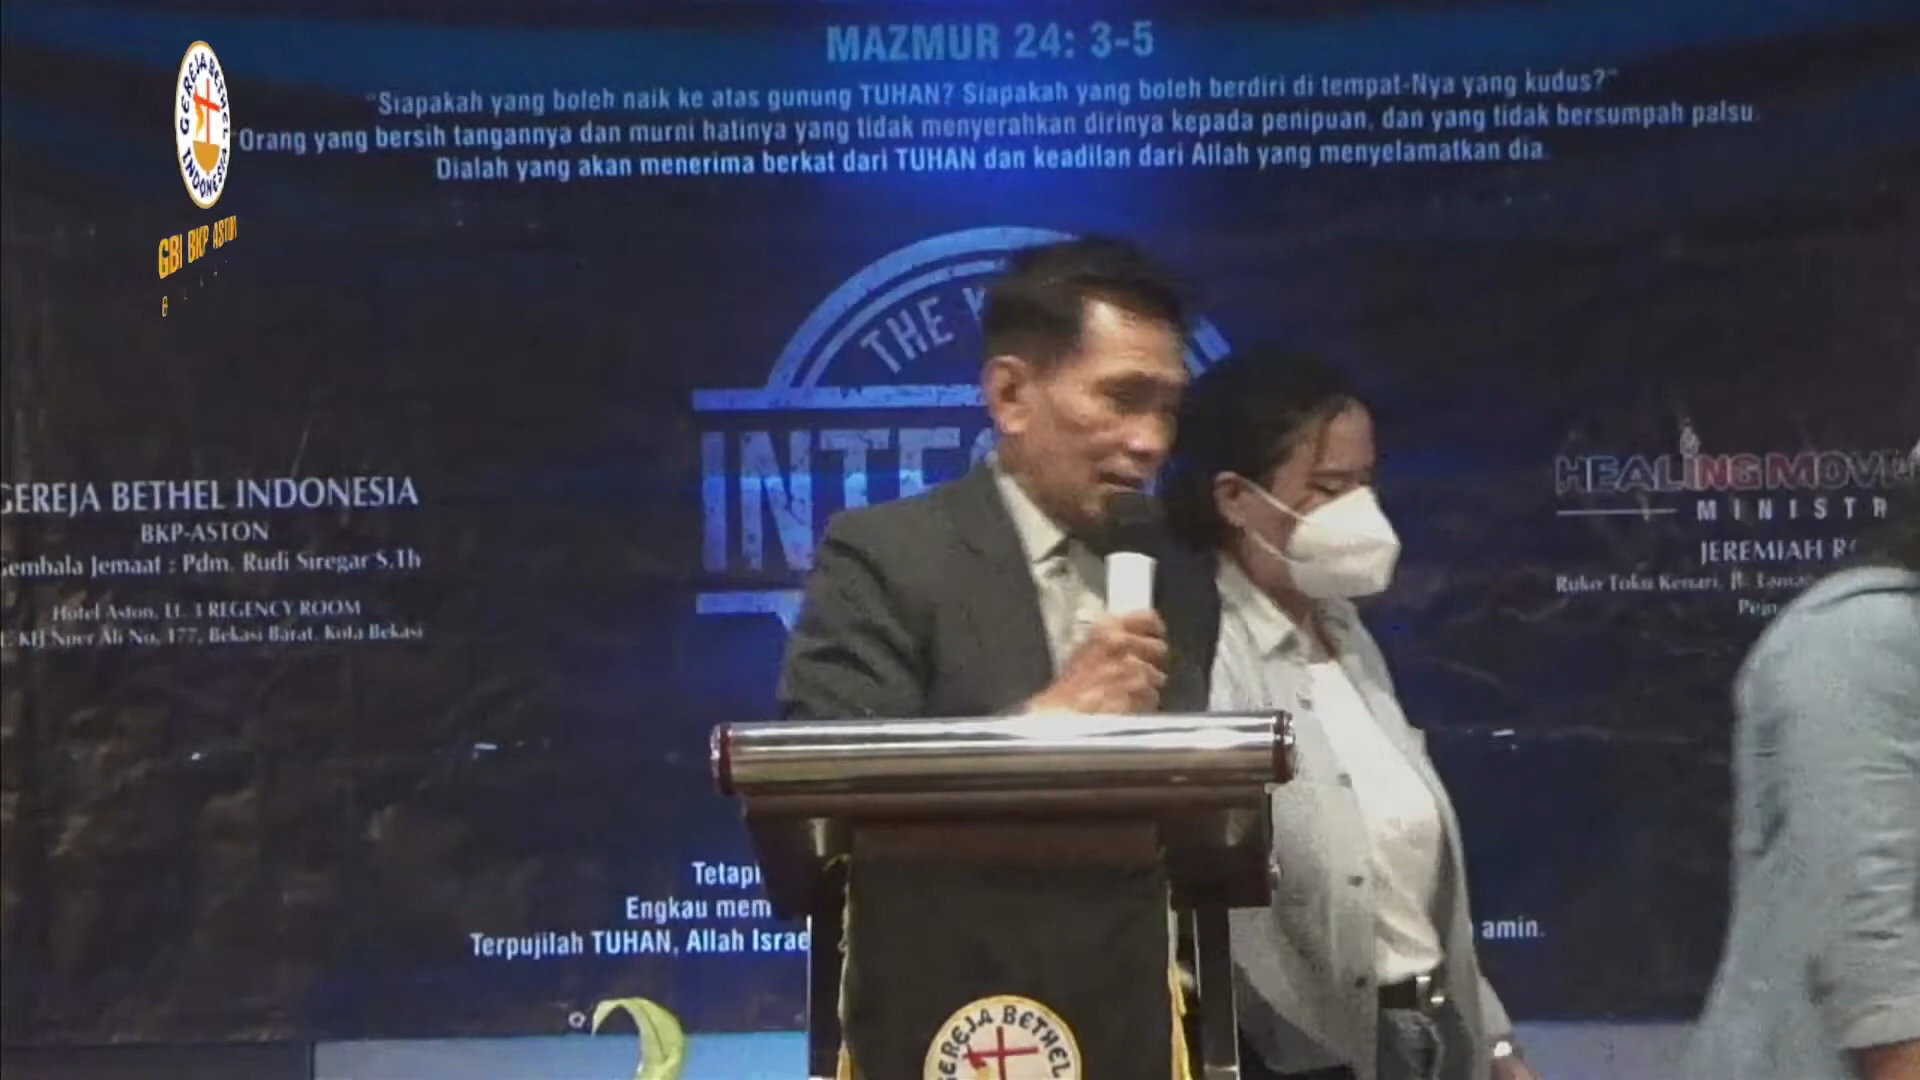 MAZMUR 24: 3-5
"Siapakah yang boleh naik ke atas gunung TUHAN? Siapakah yang boleh berdiri di tempat-Nya yang kudus?"
"Orang yang bersih tangannya dan murni hatinya yang tidak menyerahkan dirinya kepada penipuan, dan yang tidak bersumpah palsu.
Dialah yang akan menerima berkat dari TUHAN dan keadilan dari Allah yang menyelamatkan dia.
GEREJA BETHEL INDONESIA
GBI BKP ASTON
THE
GEREJA BETHEL INDONESIA
BKP-ASTON
Gembala Jemaat : Pdm. Rudi Siregar S.Th
Hotel Aston, Lt. 3 REGENCY ROOM
KH Noer Ali No. 177, Bekasi Barat, Kota Bekasi
HEALING
MINISTR
JEREMIAH
Ruko Toko Kenari, Jl.
Tetapi
Engkau mem
Terpujilah TUHAN, Allah Israe
amin.
GEREJA BETHEL